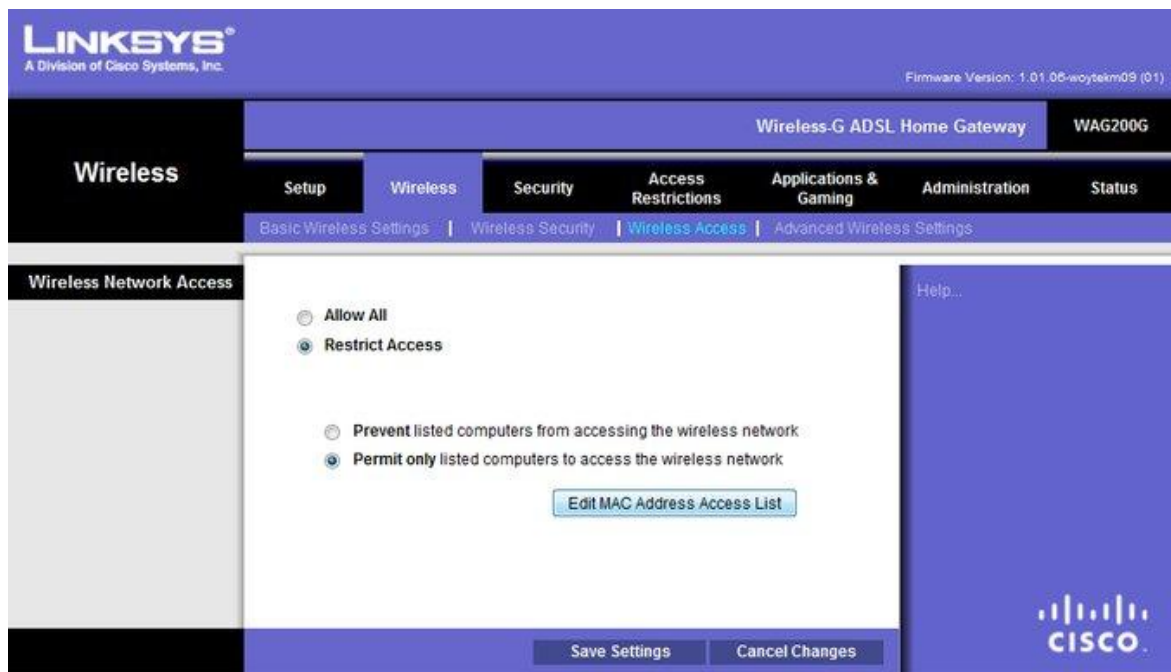 LINKSYS®
A Division of Cisco Systems, Inc.
Firmware Version: 1.01.06-woytekm09 (01)
Wireless-G ADSL Home Gateway WAG200G
Wireless
Setup Wireless Security Access Restrictions Applications & Gaming Administration Status
Basic Wireless Settings | Wireless Security | Wireless Access | Advanced Wireless Settings
Wireless Network Access
Help...
Allow All
Restrict Access
Prevent listed computers from accessing the wireless network
Permit only listed computers to access the wireless network
Edit MAC Address Access List
Save Settings Cancel Changes
CISCO.